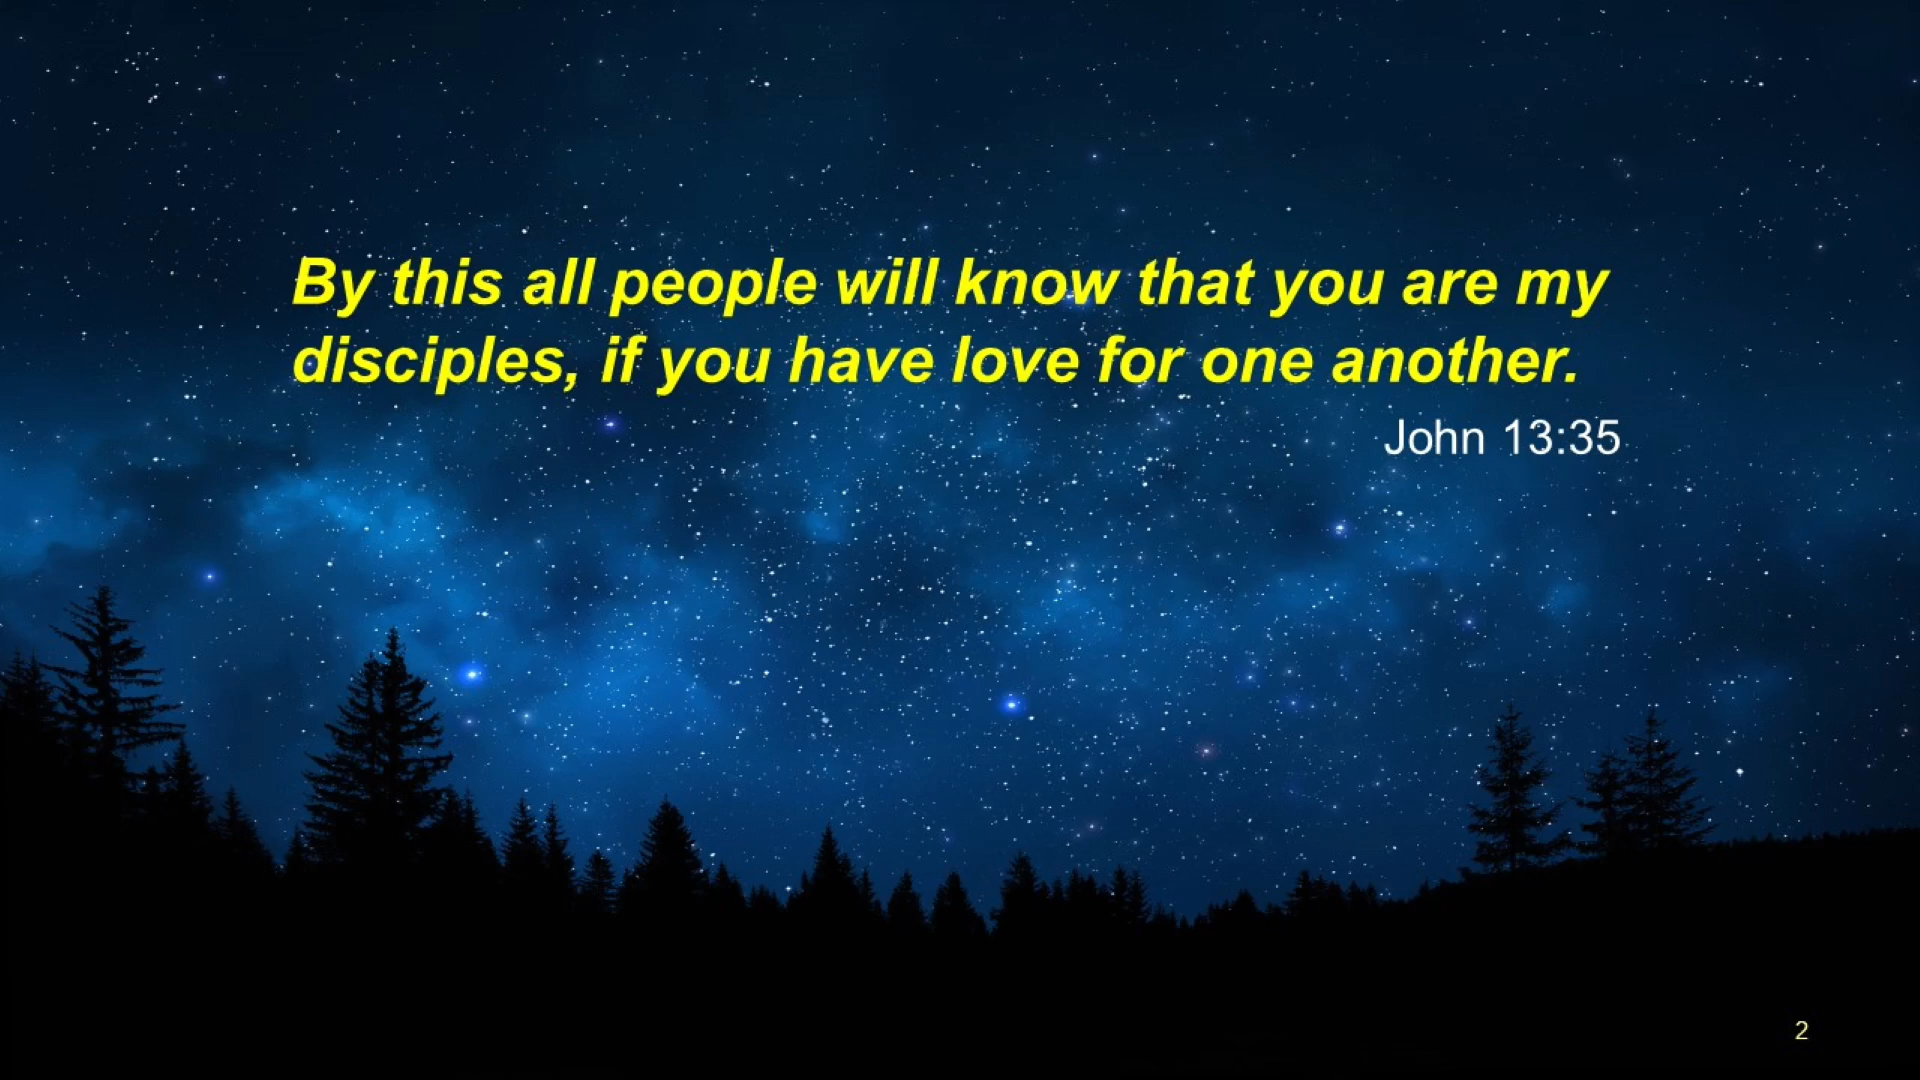 By this all people will know that you are my
disciples, if you have love for one another.
John 13:35
2